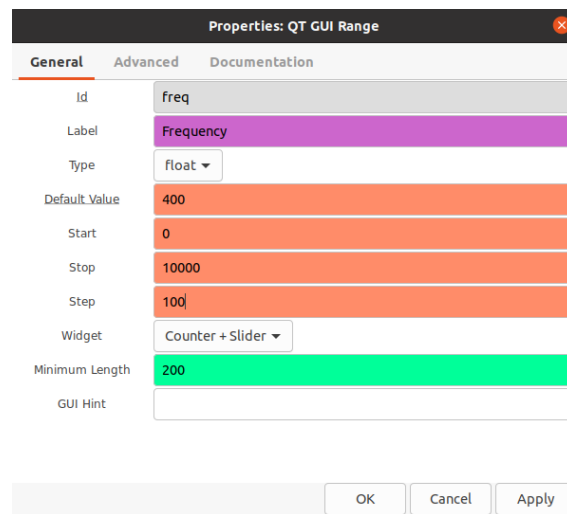 Properties: QT GUI Range
General Advanced Documentation
Id freq
Label Frequency
Type float
Default Value 400
Start 0
Stop 10000
Step 100
Widget Counter + Slider
Minimum Length 200
GUI Hint
OK Cancel Apply